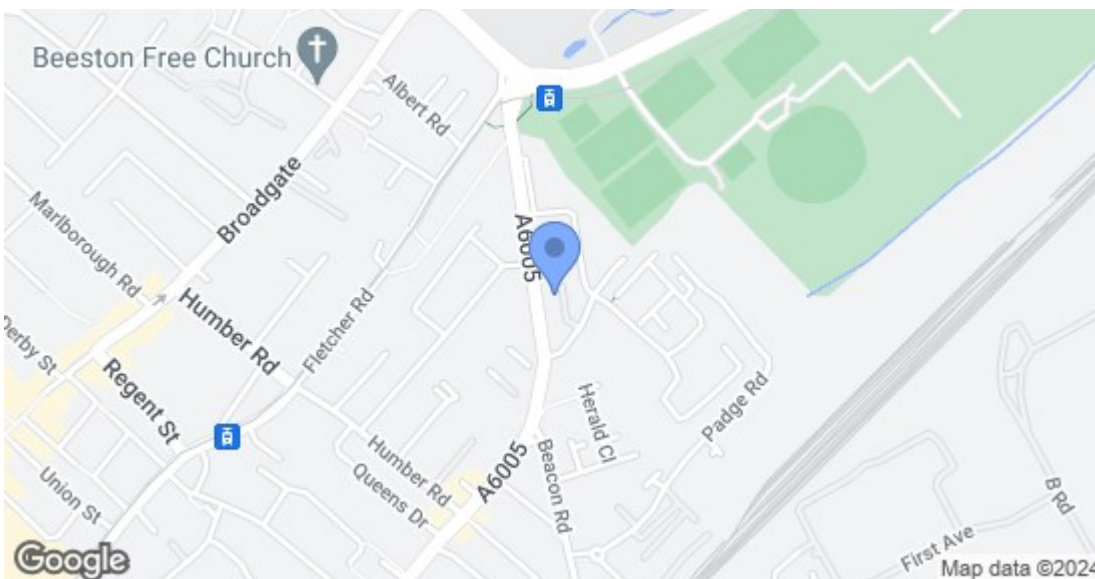 Beeston Free Church
Albert Rd
Broadgate
Marlborough Rd
A6005
Humber Rd
Fletcher Rd
Derby St
Regent St
Herald Cl
Padge Rd
Humber Rd
A6005
Beacon Rd
Queens Dr
Union St
B Rd
First Ave
Google
Map data ©2024